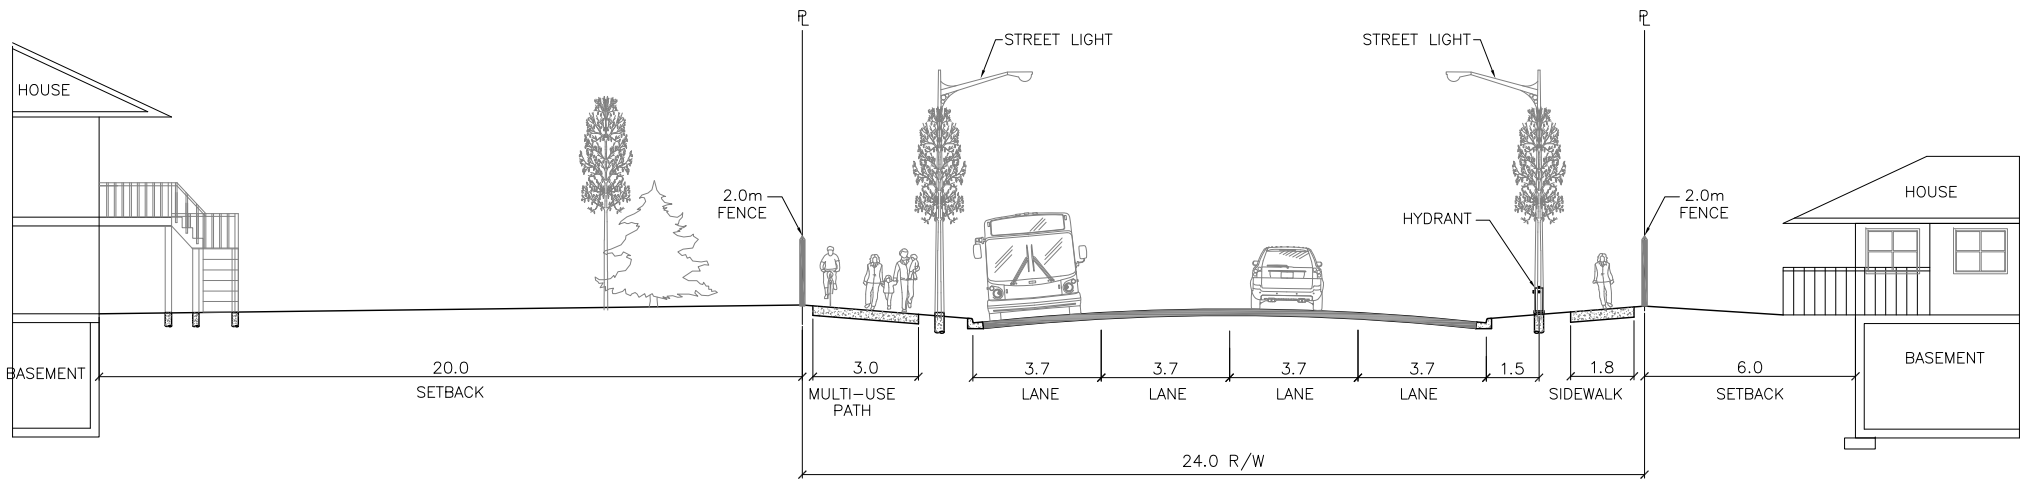 ℄ ℄
STREET LIGHT STREET LIGHT
HOUSE
2.0m
FENCE
2.0m
FENCE
HOUSE
HYDRANT
BASEMENT
20.0
SETBACK
3.0
MULTI-USE
PATH
3.7
LANE
3.7
LANE
3.7
LANE
3.7
LANE
1.5
1.8
SIDEWALK
6.0
SETBACK
BASEMENT
24.0 R/W